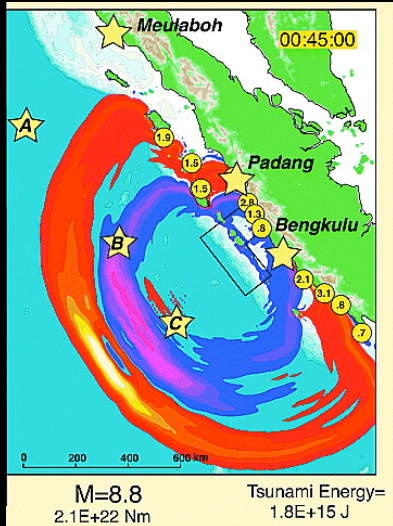 Meulaboh
00:45:00
A
1.9
1.5
Padang
1.5
2.8
1.3
.8
Bengkulu
B
2.1
3.1
.8
C
.7
0 200 400 600 km
M=8.8
2.1E+22 Nm
Tsunami Energy=
1.8E+15 J